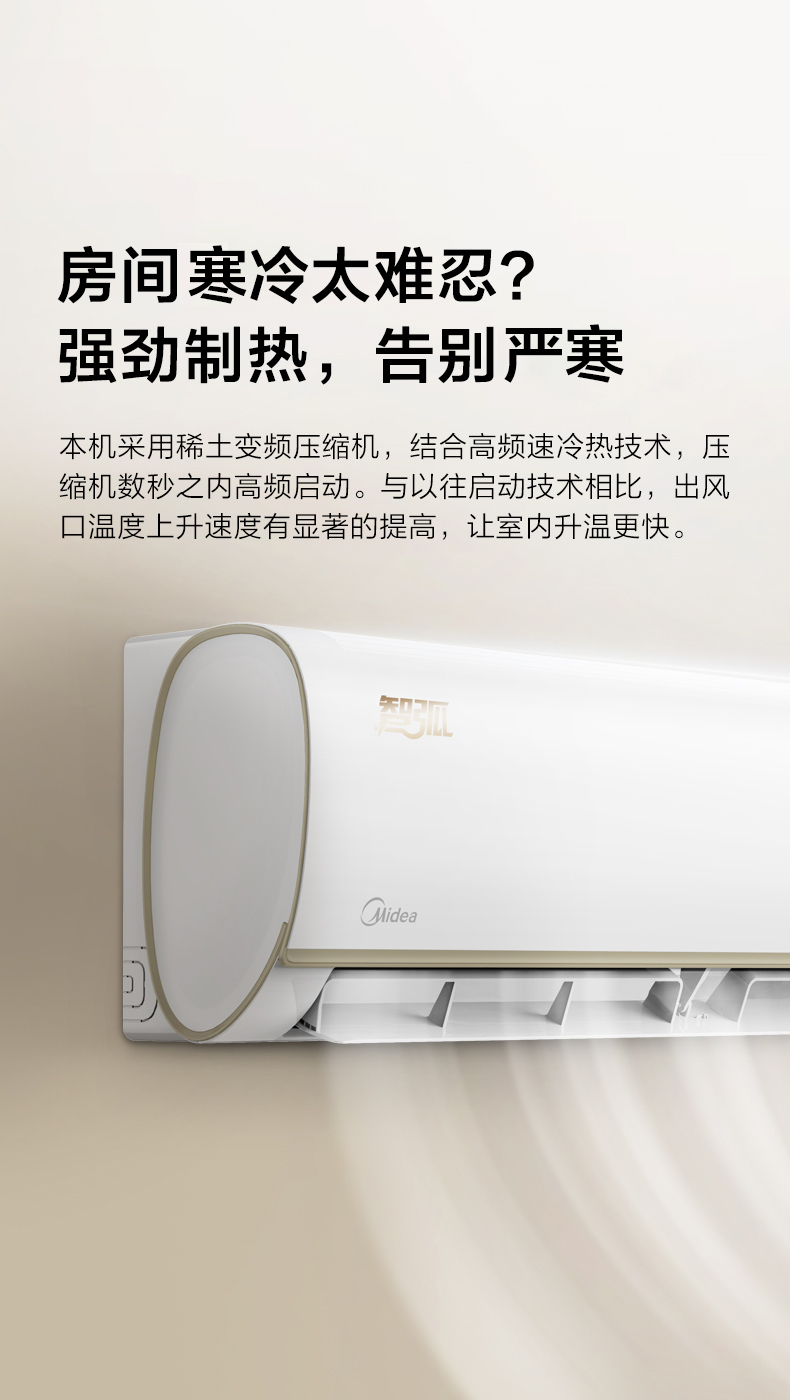 房间寒冷太难忍？
强劲制热，告别严寒
本机采用稀土变频压缩机，结合高频速冷热技术，压
缩机数秒之内高频启动。与以往启动技术相比，出风
口温度上升速度有显著的提高，让室内升温更快。
智弧
Midea